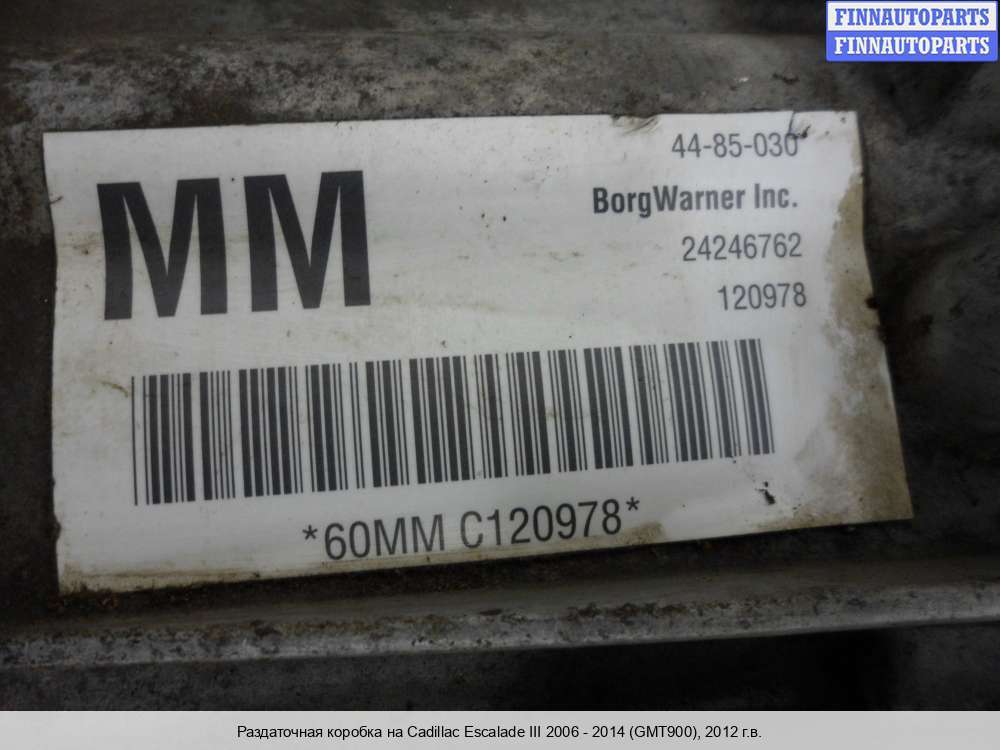 FINNAUTOPARTS
FINNAUTOPARTS
44-85-030
MM
BorgWarner Inc.
24246762
120978
*60MM C120978*
Раздаточная коробка на Cadillac Escalade III 2006 - 2014 (GMT900), 2012 г.в.